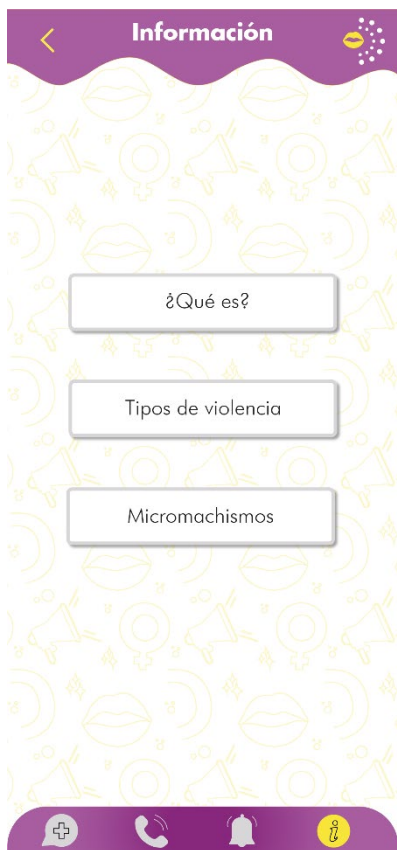 Información
¿Qué es?
Tipos de violencia
Micromachismos
i